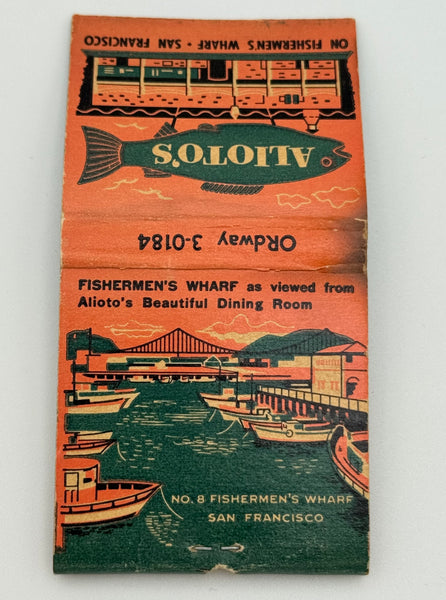 ON FISHERMEN'S WHARF • SAN FRANCISCO
ALIOTO'S
ORdway 3-0184
FISHERMEN'S WHARF as viewed from
Alioto's Beautiful Dining Room
NO. 8 FISHERMEN'S WHARF
SAN FRANCISCO